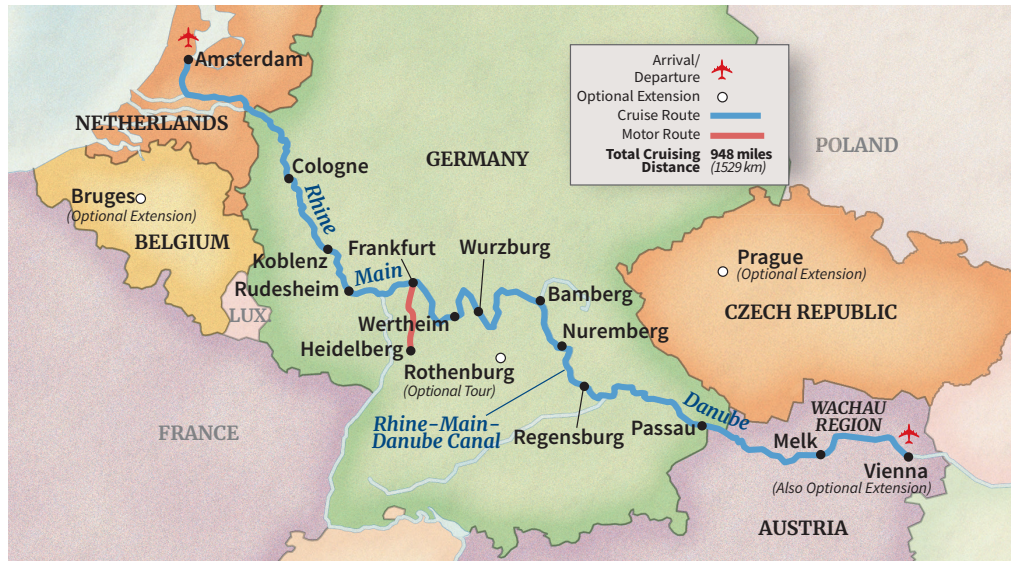 Amsterdam
NETHERLANDS
Bruges
(Optional Extension)
BELGIUM
LUX
FRANCE
GERMANY
POLAND
Arrival/
Departure
Optional Extension
Cruise Route
Motor Route
Total Cruising 948 miles
Distance (1529 km)
Cologne
Rhine
Koblenz
Rudesheim
Main
Frankfurt
Wurzburg
Wertheim
Heidelberg
Bamberg
Nuremberg
Rothenburg
(Optional Tour)
Rhine–Main–
Danube Canal
Regensburg
Passau
Danube
Prague
(Optional Extension)
CZECH REPUBLIC
WACHAU
REGION
Melk
Vienna
(Also Optional Extension)
AUSTRIA